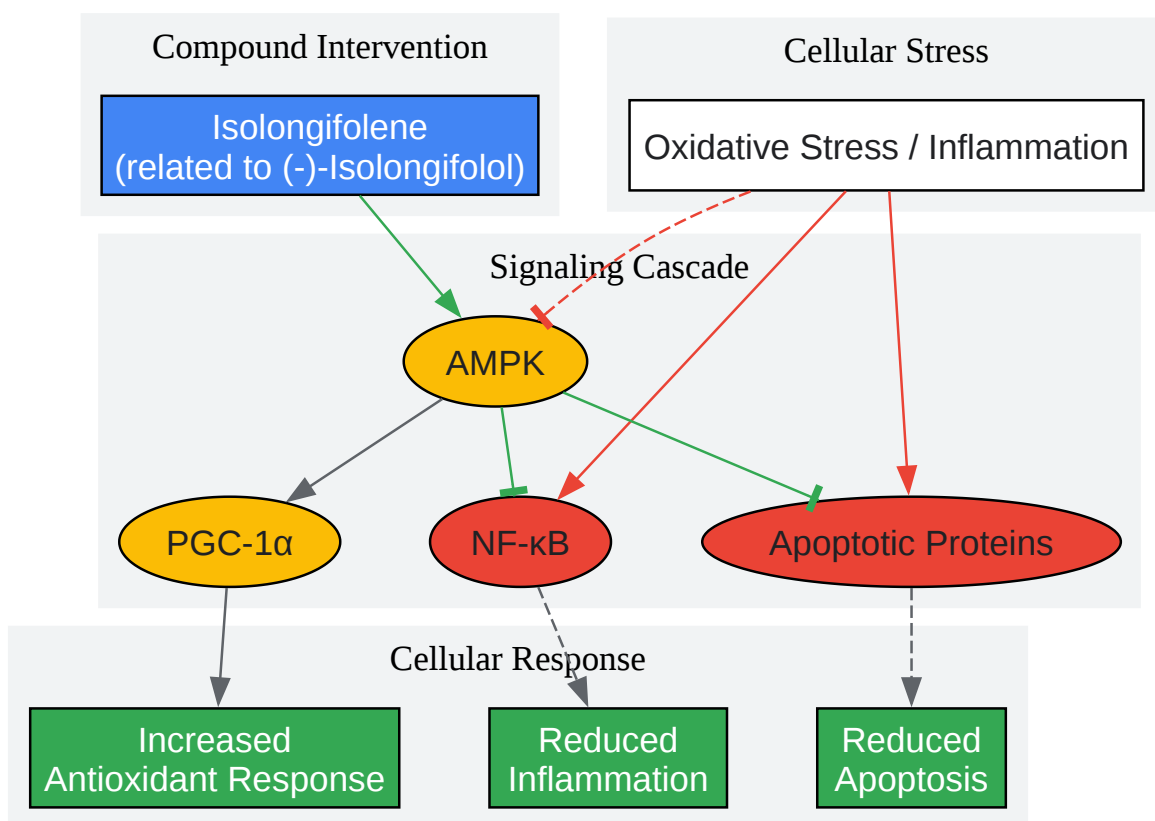 Compound Intervention
Cellular Stress
Isolongifolene
(related to (-)-Isolongifolol)
Oxidative Stress / Inflammation
Signaling Cascade
AMPK
PGC-1α
NF-κB
Apoptotic Proteins
Cellular Response
Increased
Antioxidant Response
Reduced
Inflammation
Reduced
Apoptosis